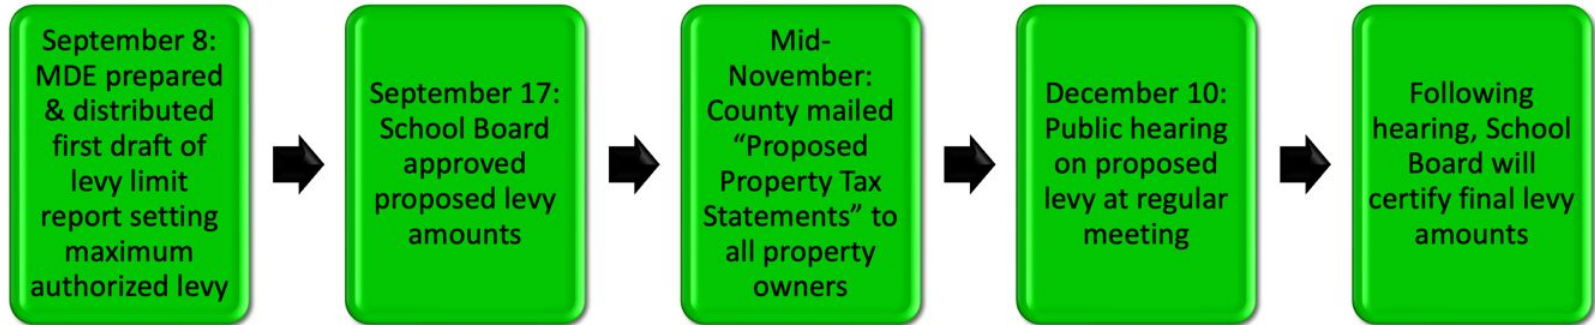 September 8:
MDE prepared
& distributed
first draft of
levy limit
report setting
maximum
authorized levy
September 17:
School Board
approved
proposed levy
amounts
Mid-
November:
County mailed
“Proposed
Property Tax
Statements” to
all property
owners
December 10:
Public hearing
on proposed
levy at regular
meeting
Following
hearing, School
Board will
certify final levy
amounts